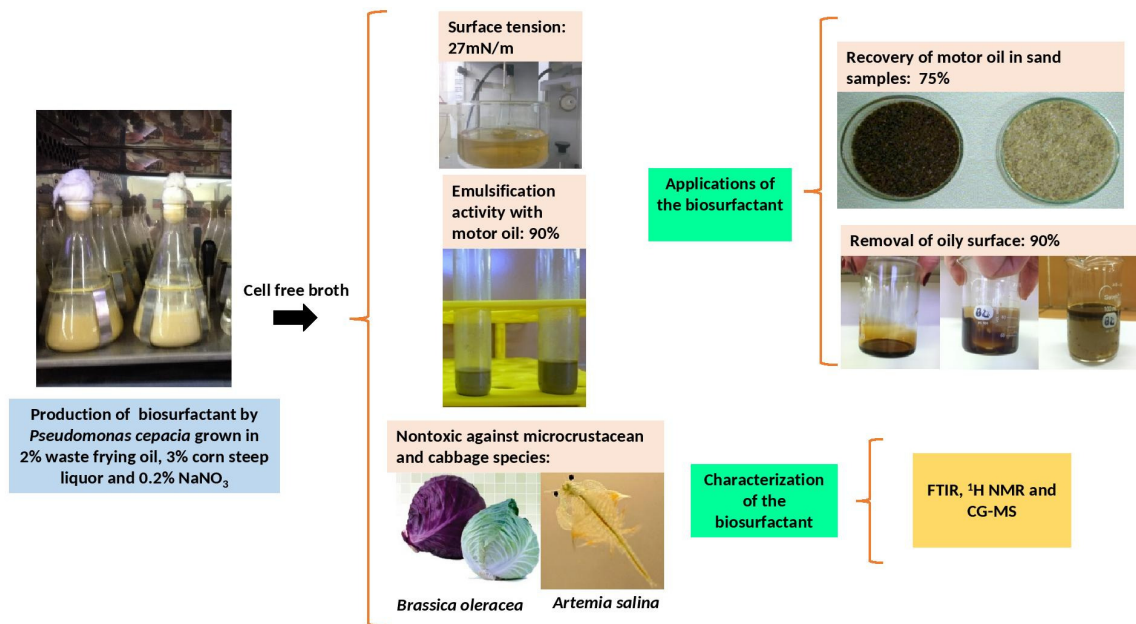 Surface tension:
27mN/m
Recovery of motor oil in sand
samples: 75%
Emulsification
activity with
motor oil: 90%
Applications of
the biosurfactant
Removal of oily surface: 90%
Cell free broth
Production of biosurfactant by
Pseudomonas cepacia grown in
2% waste frying oil, 3% corn steep
liquor and 0.2% NaNO₃
Nontoxic against microcrustacean
and cabbage species:
Brassica oleracea
Artemia salina
Characterization
of the
biosurfactant
FTIR, ¹H NMR and
CG-MS